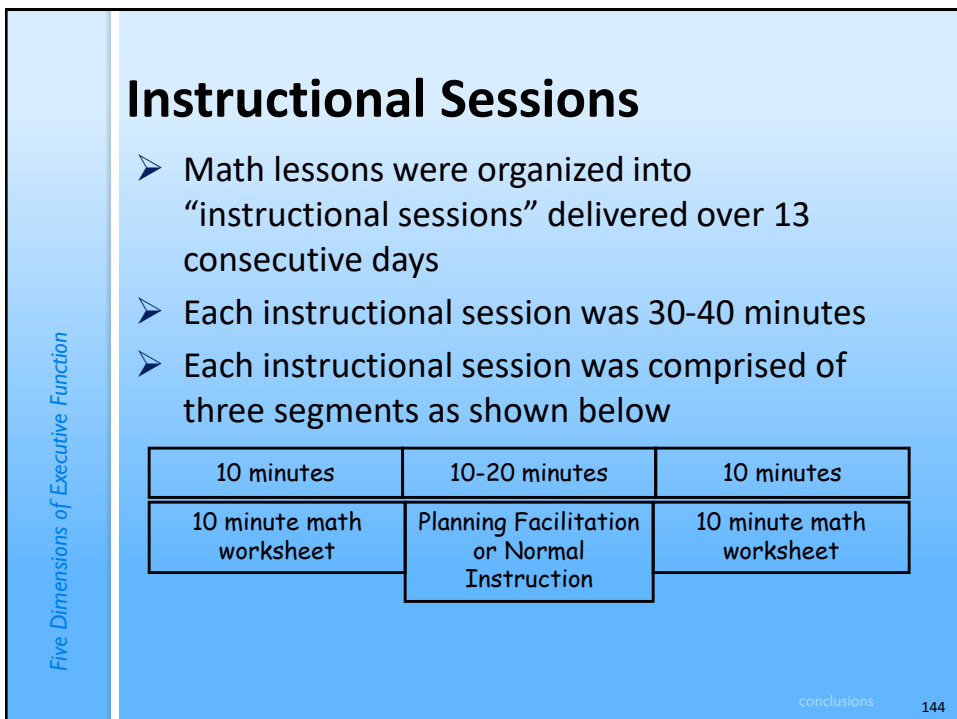 Instructional Sessions
➢ Math lessons were organized into
“instructional sessions” delivered over 13
consecutive days
➢ Each instructional session was 30-40 minutes
➢ Each instructional session was comprised of
three segments as shown below
10 minutes 10-20 minutes 10 minutes
10 minute math
worksheet
Planning Facilitation
or Normal
Instruction
10 minute math
worksheet
Five Dimensions of Executive Function
conclusions 144